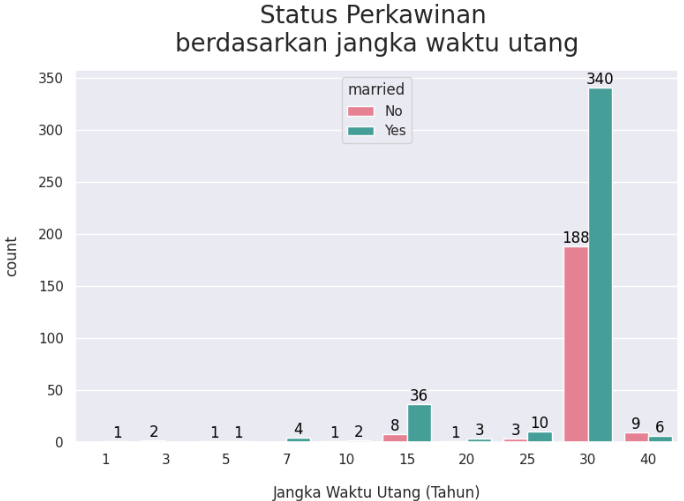 Status Perkawinan
berdasarkan jangka waktu utang
350
300
250
200
150
100
50
0
count
married
No
Yes
1
2
1 1
4
1 2
8 36
1 3
3 10
188 340
9 6
1 3 5 7 10 15 20 25 30 40
Jangka Waktu Utang (Tahun)